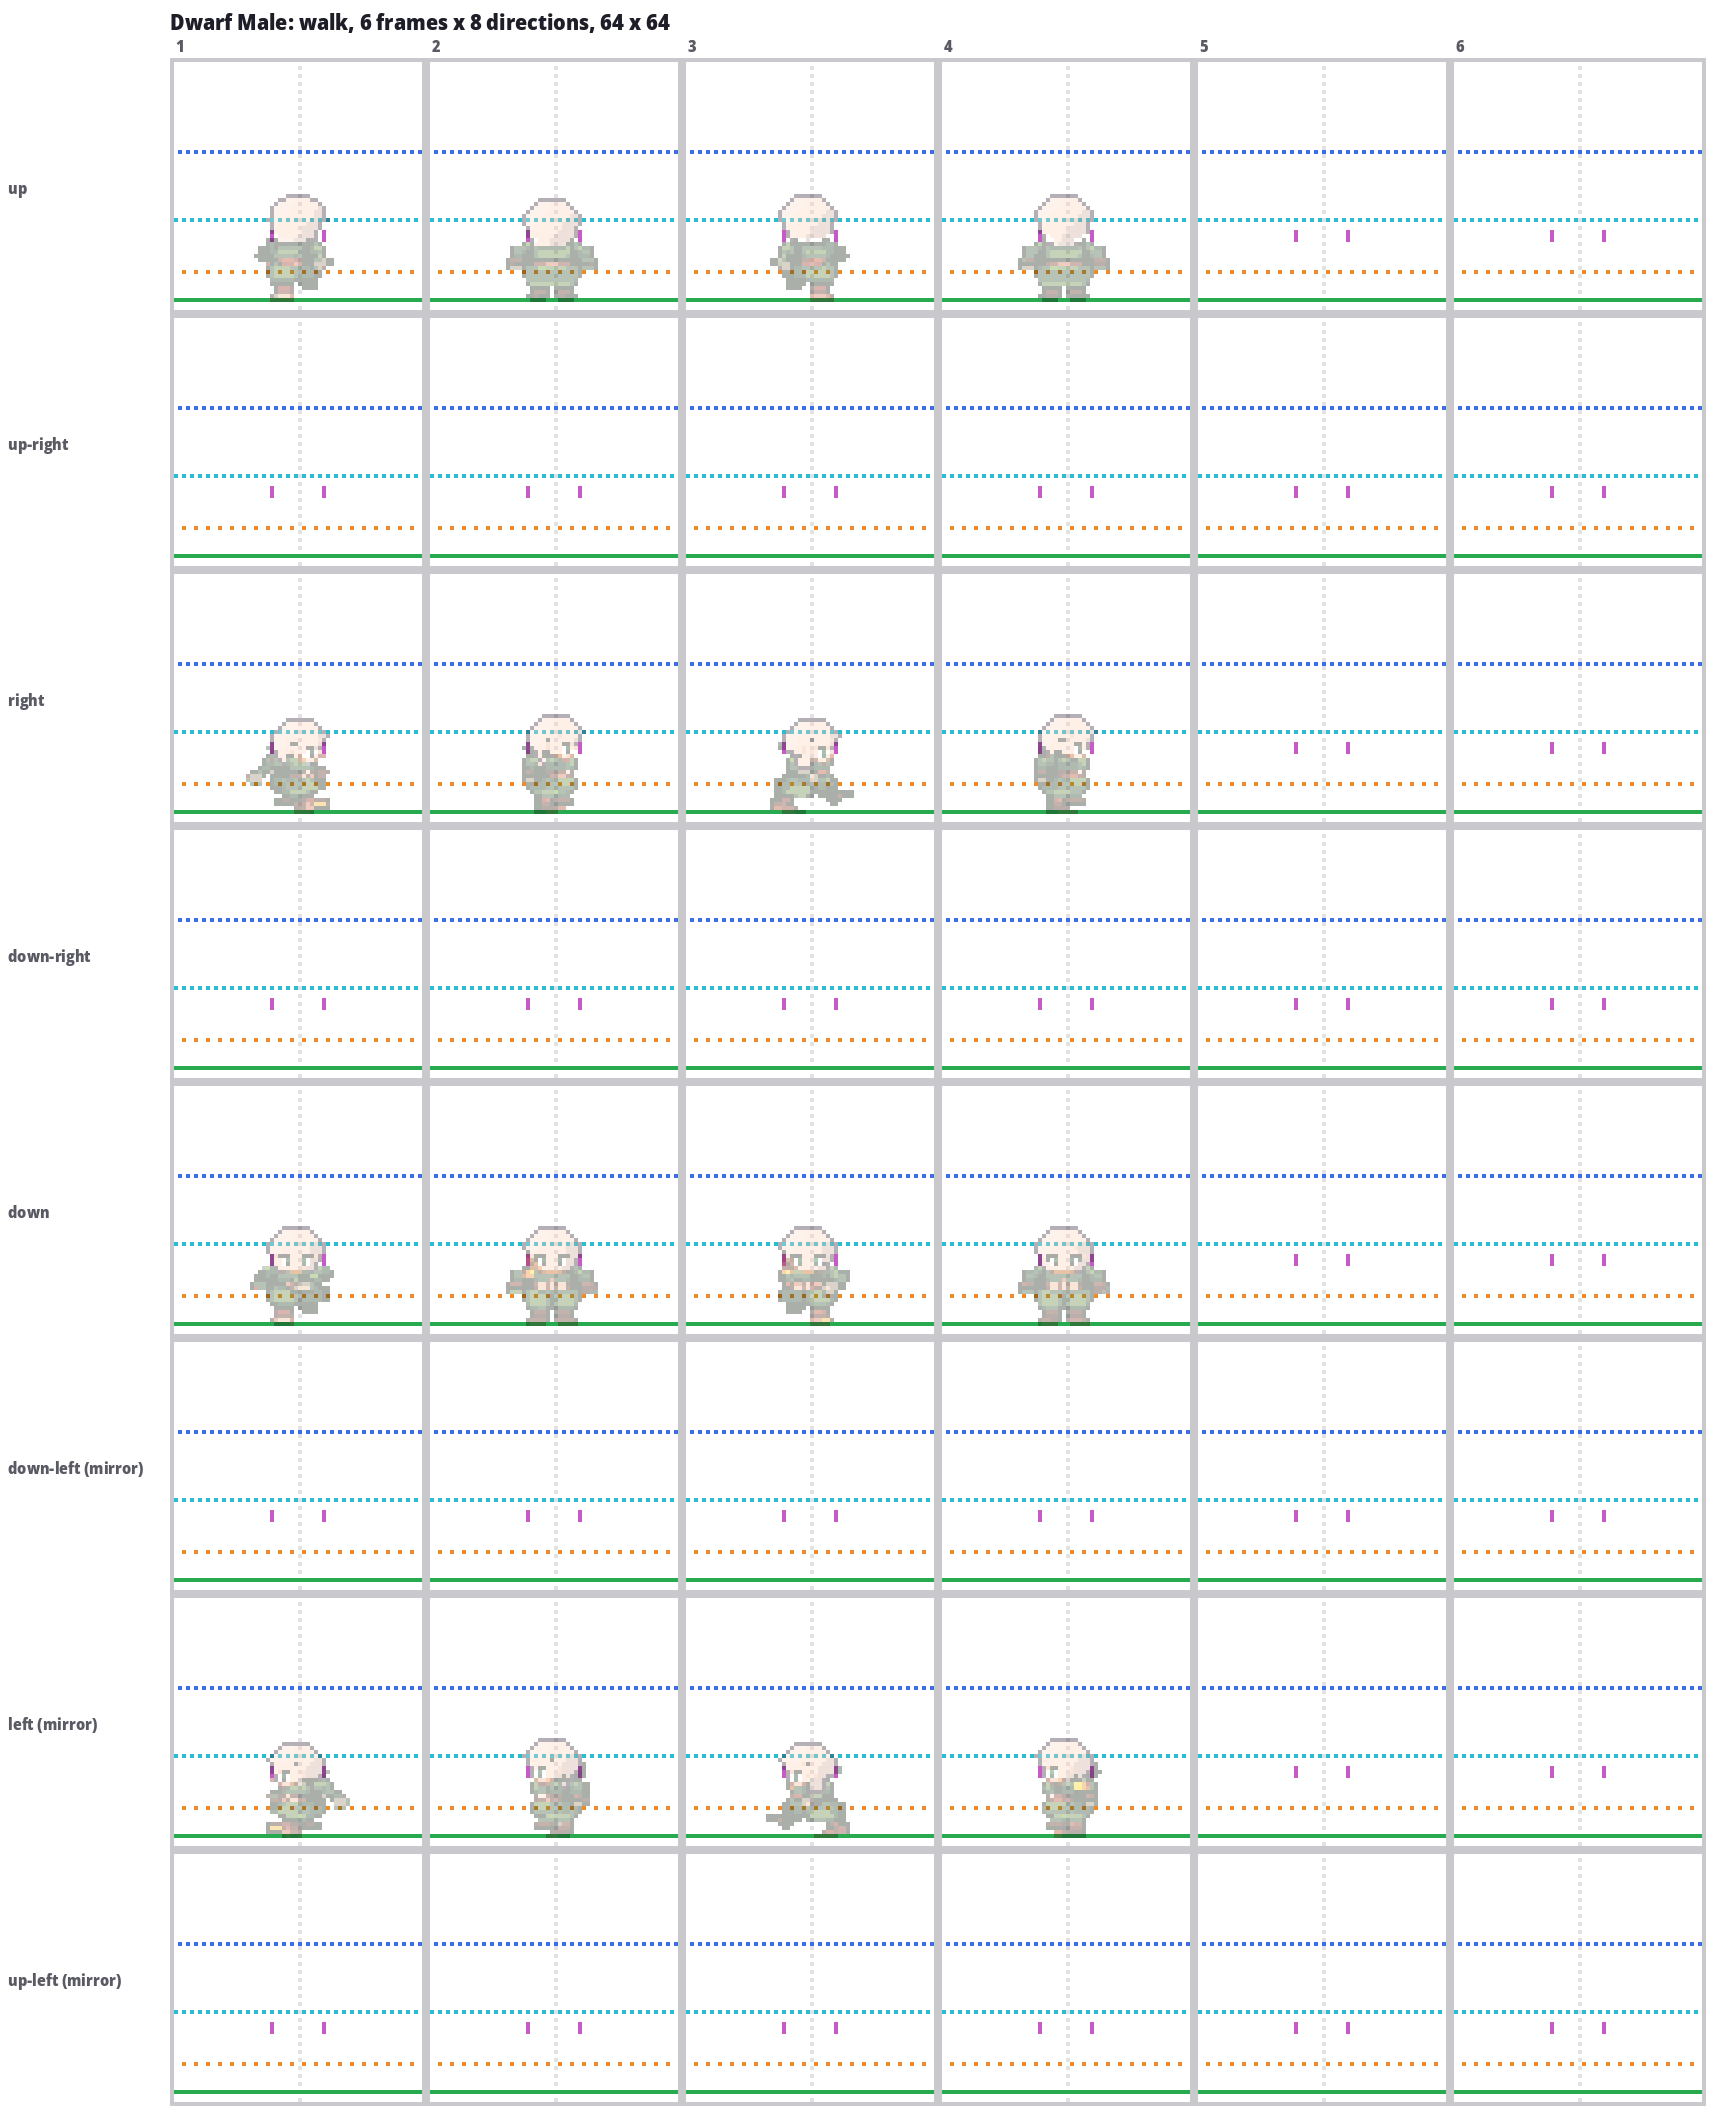 Dwarf Male: walk, 6 frames x 8 directions, 64 x 64
1 2 3 4 5 6
up
up-right
right
down-right
down
down-left (mirror)
left (mirror)
up-left (mirror)